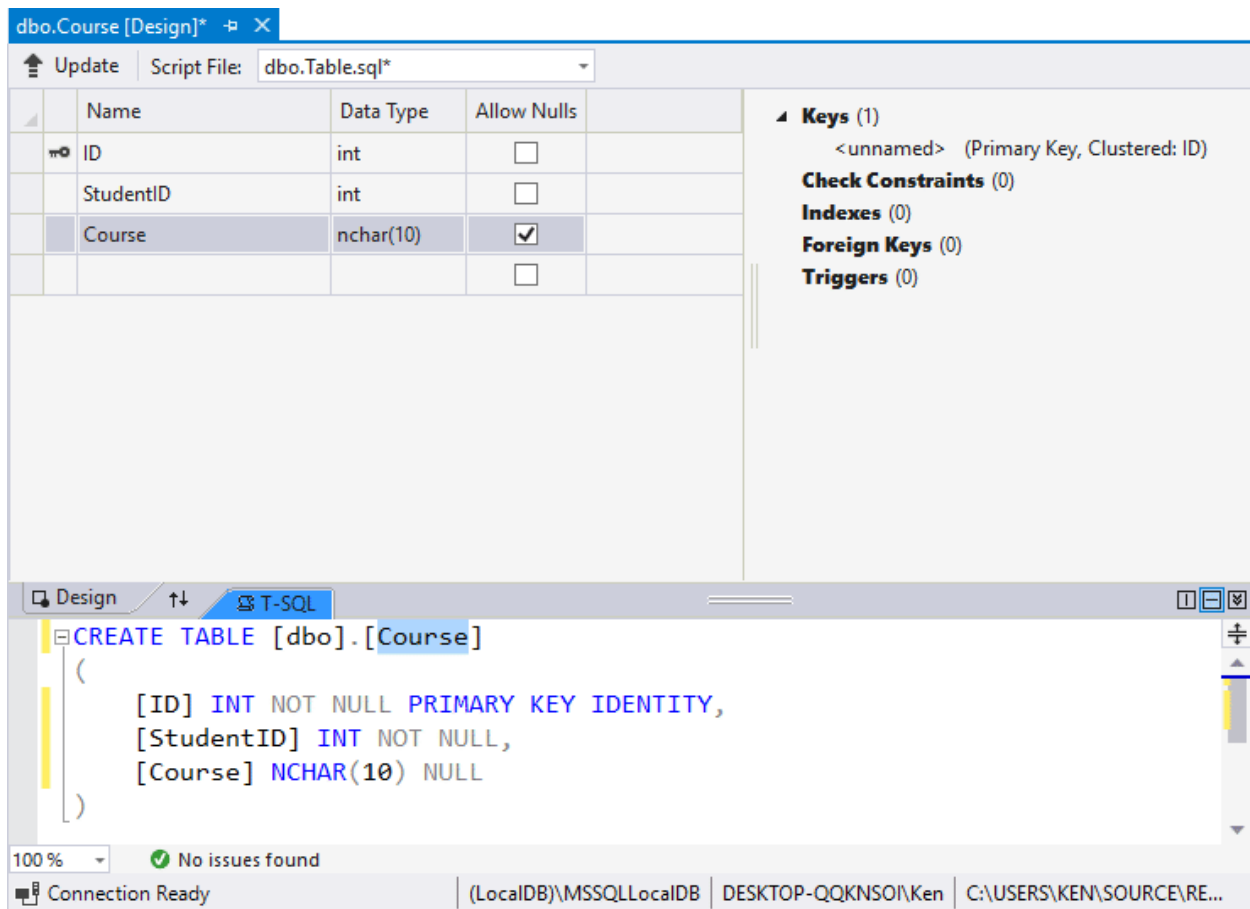 dbo.Course [Design]*
Update Script File: dbo.Table.sql*
Name Data Type Allow Nulls
ID int
StudentID int
Course nchar(10)
Keys (1)
<unnamed> (Primary Key, Clustered: ID)
Check Constraints (0)
Indexes (0)
Foreign Keys (0)
Triggers (0)
Design T-SQL
CREATE TABLE [dbo].[Course]
(
[ID] INT NOT NULL PRIMARY KEY IDENTITY,
[StudentID] INT NOT NULL,
[Course] NCHAR(10) NULL
)
100 % No issues found
Connection Ready (LocalDB)\MSSQLLocalDB DESKTOP-QQKNSOI\Ken C:\USERS\KEN\SOURCE\RE...